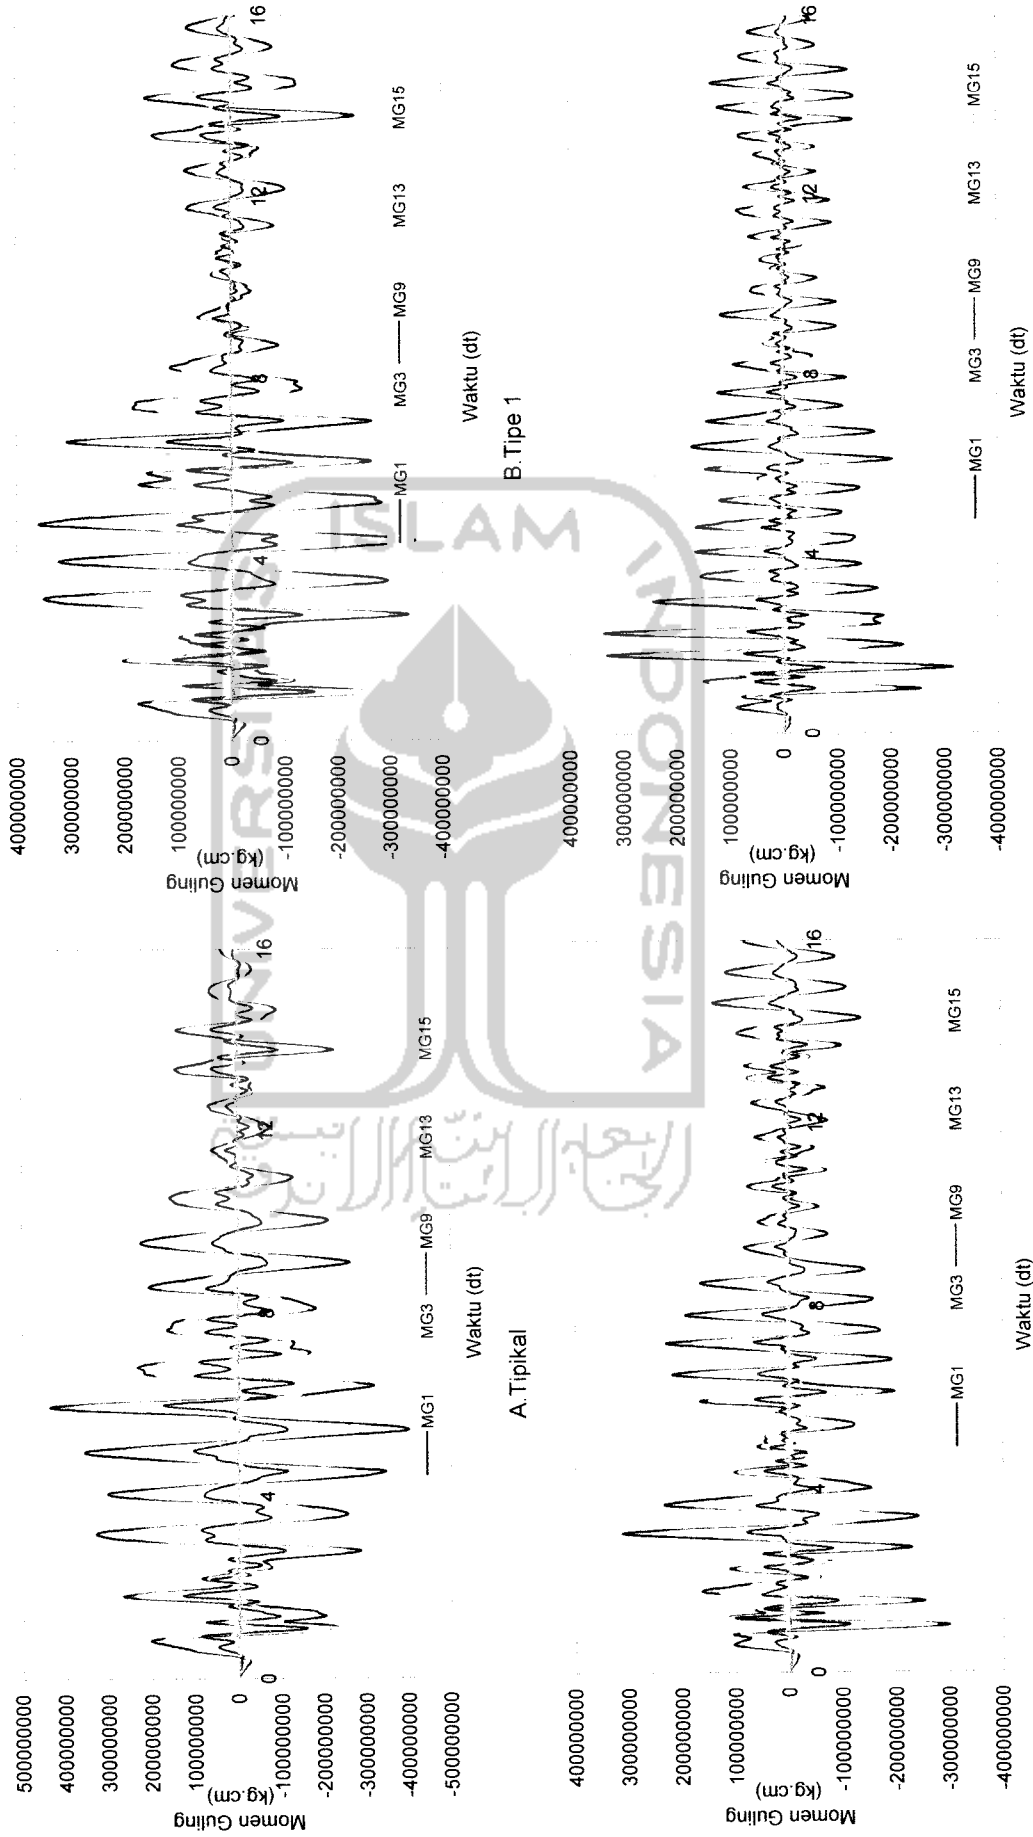 500000000
400000000
300000000
200000000
100000000
0
-100000000
-200000000
-300000000
-400000000
-500000000
Momen Guling
(kg.cm)
0
4
8
12
16
MG1
MG3
MG9
MG13
MG15
Waktu (dt)
A.Tipikal
400000000
300000000
200000000
100000000
0
-100000000
-200000000
-300000000
-400000000
Momen Guling
(kg.cm)
0
4
8
12
16
MG1
MG3
MG9
MG13
MG15
Waktu (dt)
B.Tipe 1
400000000
300000000
200000000
100000000
0
-100000000
-200000000
-300000000
-400000000
Momen Guling
(kg.cm)
0
4
8
12
16
MG1
MG3
MG9
MG13
MG15
Waktu (dt)
400000000
300000000
200000000
100000000
0
-100000000
-200000000
-300000000
-400000000
Momen Guling
(kg.cm)
0
4
8
12
16
MG1
MG3
MG9
MG13
MG15
Waktu (dt)
UNIVERSITAS
ISLAM
INDONESIA